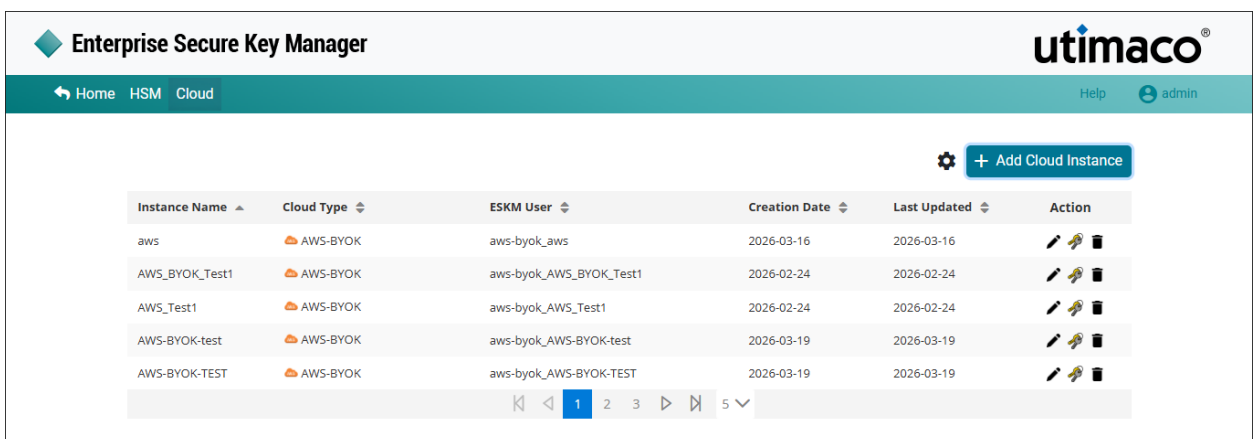 Enterprise Secure Key Manager
utimaco®
Home HSM Cloud Help admin
+ Add Cloud Instance
Instance Name Cloud Type ESKM User Creation Date Last Updated Action
aws AWS-BYOK aws-byok_aws 2026-03-16 2026-03-16
AWS_BYOK_Test1 AWS-BYOK aws-byok_AWS_BYOK_Test1 2026-02-24 2026-02-24
AWS_Test1 AWS-BYOK aws-byok_AWS_Test1 2026-02-24 2026-02-24
AWS-BYOK-test AWS-BYOK aws-byok_AWS-BYOK-test 2026-03-19 2026-03-19
AWS-BYOK-TEST AWS-BYOK aws-byok_AWS-BYOK-TEST 2026-03-19 2026-03-19
1 2 3 5